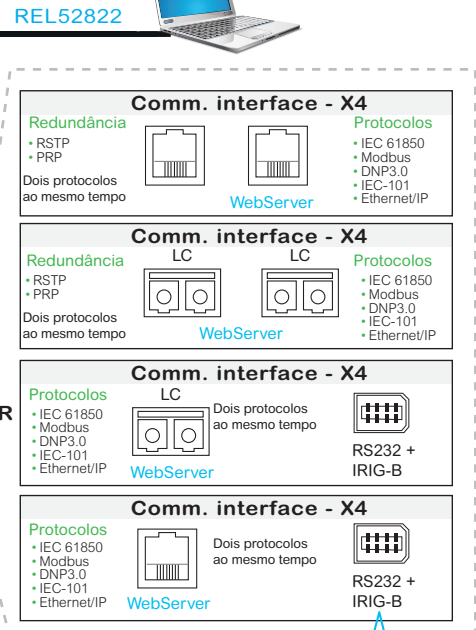 REL52822
Comm. interface - X4
Redundância
• RSTP
• PRP
Dois protocolos
ao mesmo tempo
WebServer
Protocolos
• IEC 61850
• Modbus
• DNP3.0
• IEC-101
• Ethernet/IP
Comm. interface - X4
Redundância
• RSTP
• PRP
Dois protocolos
ao mesmo tempo
LC
LC
WebServer
Protocolos
• IEC 61850
• Modbus
• DNP3.0
• IEC-101
• Ethernet/IP
R
Comm. interface - X4
Protocolos
• IEC 61850
• Modbus
• DNP3.0
• IEC-101
• Ethernet/IP
LC
WebServer
Dois protocolos
ao mesmo tempo
RS232 +
IRIG-B
Comm. interface - X4
Protocolos
• IEC 61850
• Modbus
• DNP3.0
• IEC-101
• Ethernet/IP
WebServer
Dois protocolos
ao mesmo tempo
RS232 +
IRIG-B